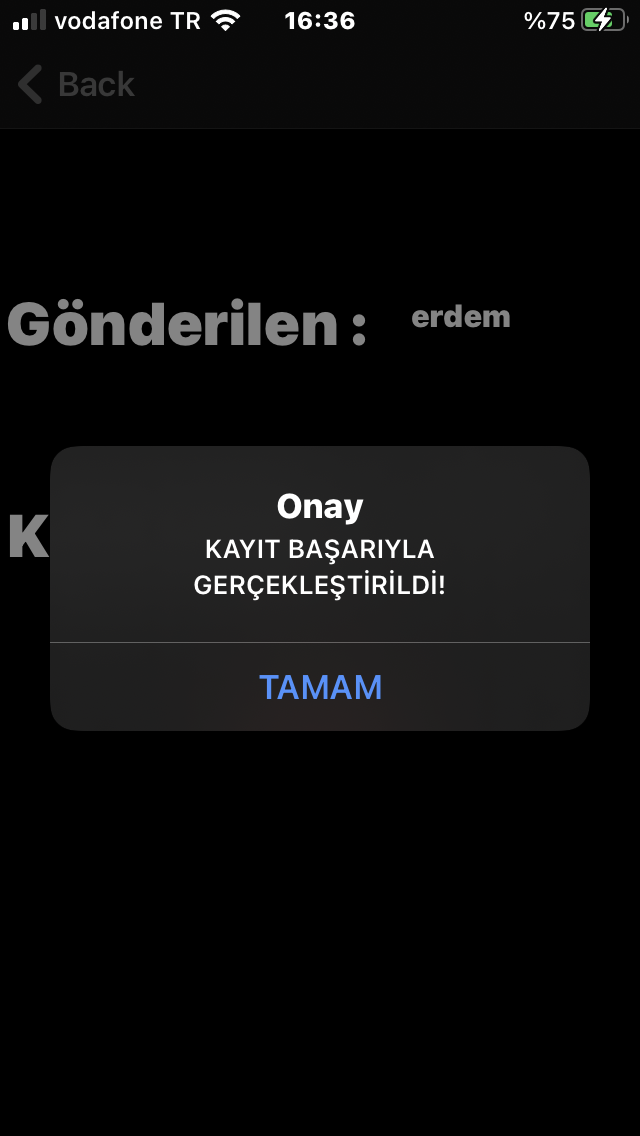 vodafone TR 16:36 %75
Back
Gönderilen : erdem
K
Onay
KAYIT BAŞARIYLA
GERÇEKLEŞTİRİLDİ!
TAMAM